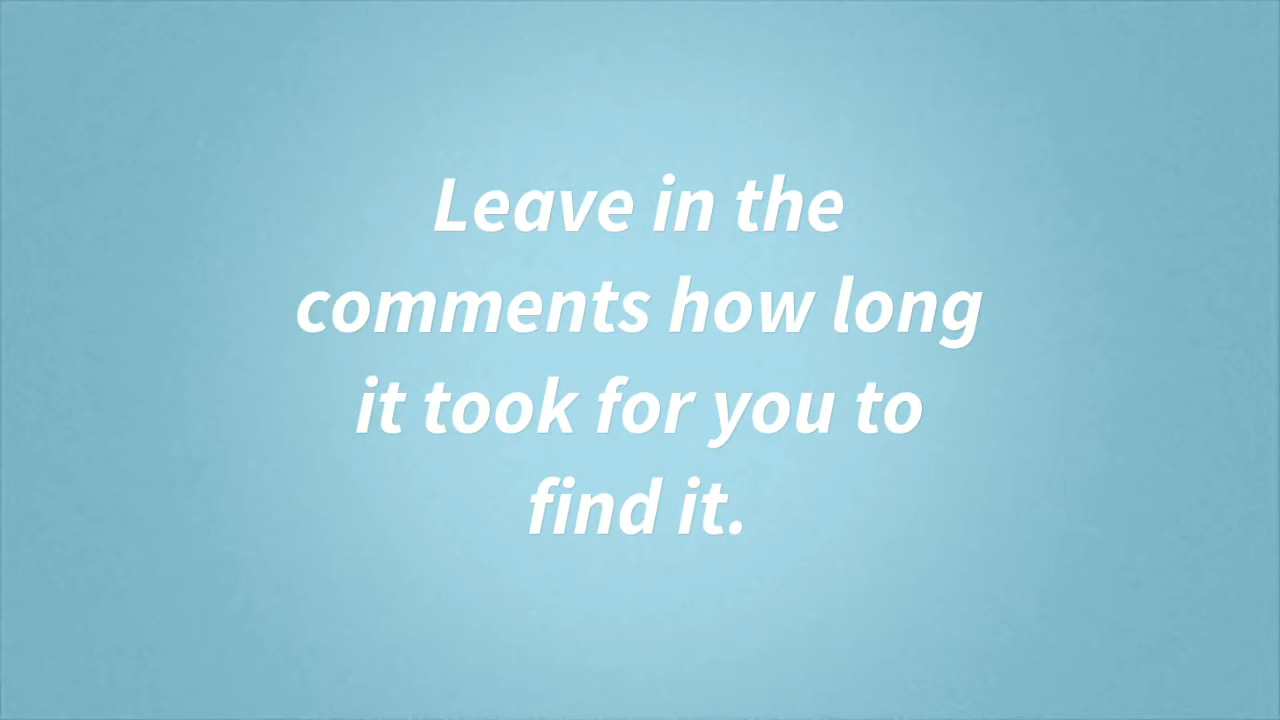 Leave in the
comments how long
it took for you to
find it.